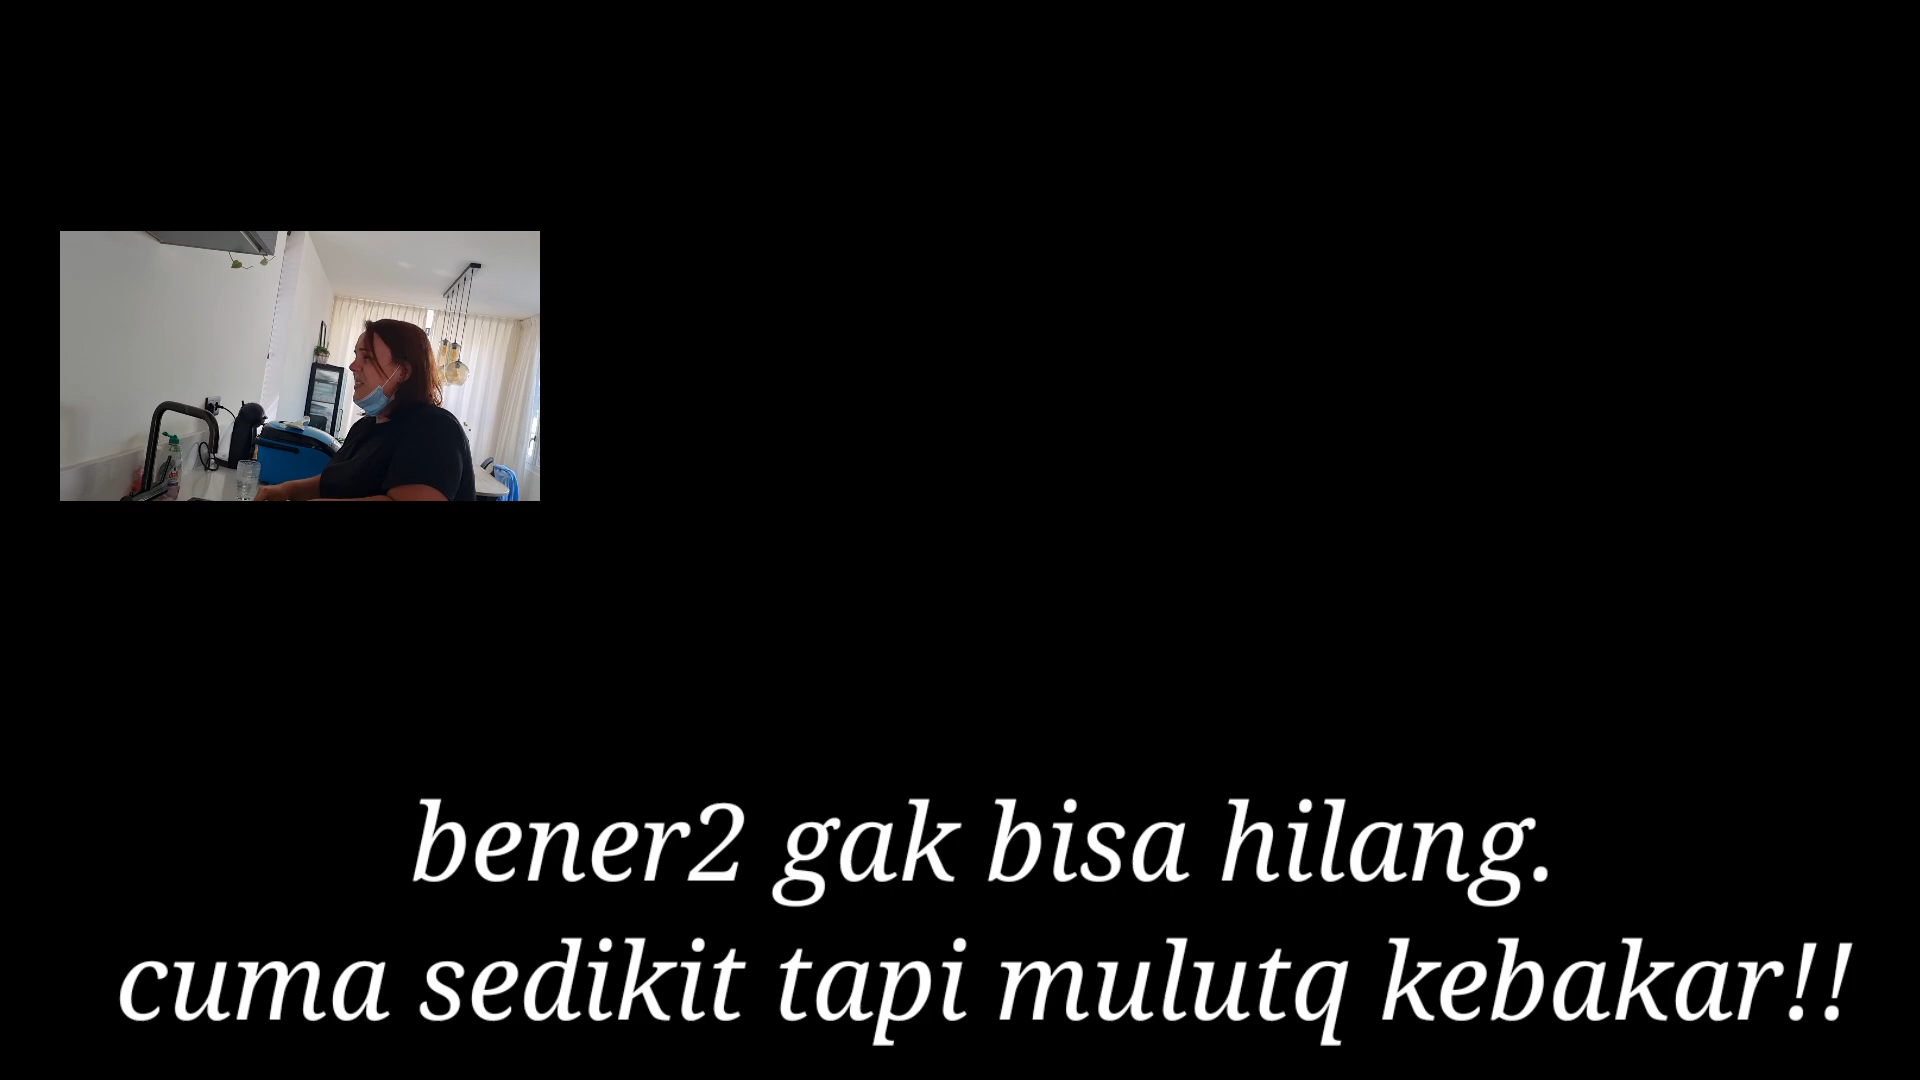 bener2 gak bisa hilang.
cuma sedikit tapi mulutq kebakar!!